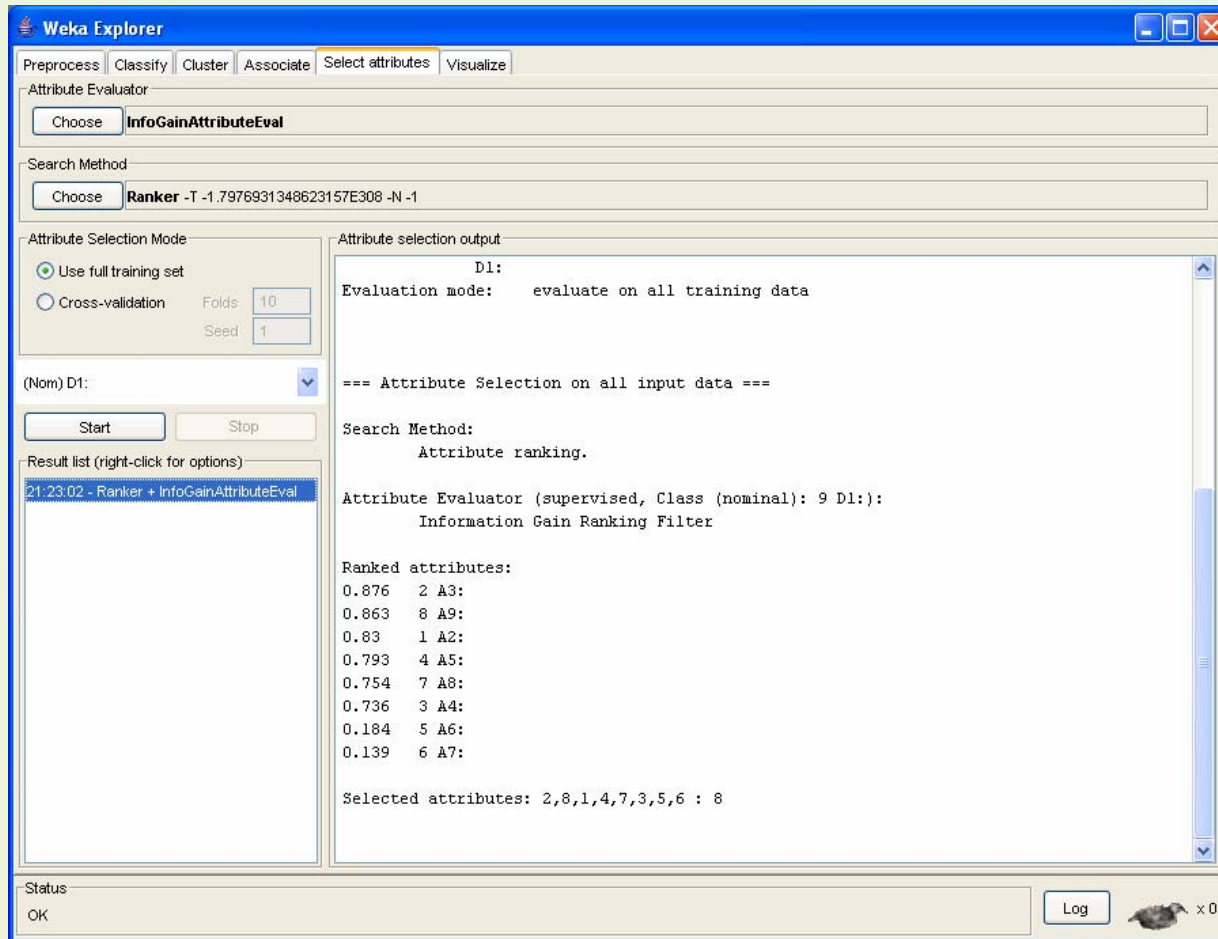 Weka Explorer
Preprocess Classify Cluster Associate Select attributes Visualize
Attribute Evaluator
Choose InfoGainAttributeEval
Search Method
Choose Ranker -T -1.7976931348623157E308 -N -1
Attribute Selection Mode
Use full training set
Cross-validation Folds 10
Seed 1
(Nom) D1:
Start Stop
Result list (right-click for options)
21:23:02 - Ranker + InfoGainAttributeEval
Attribute selection output
D1:
Evaluation mode: evaluate on all training data
=== Attribute Selection on all input data ===
Search Method:
Attribute ranking.
Attribute Evaluator (supervised, Class (nominal): 9 D1:):
Information Gain Ranking Filter
Ranked attributes:
0.876 2 A3:
0.863 8 A9:
0.83 1 A2:
0.793 4 A5:
0.754 7 A8:
0.736 3 A4:
0.184 5 A6:
0.139 6 A7:
Selected attributes: 2,8,1,4,7,3,5,6 : 8
Status
OK
Log x 0